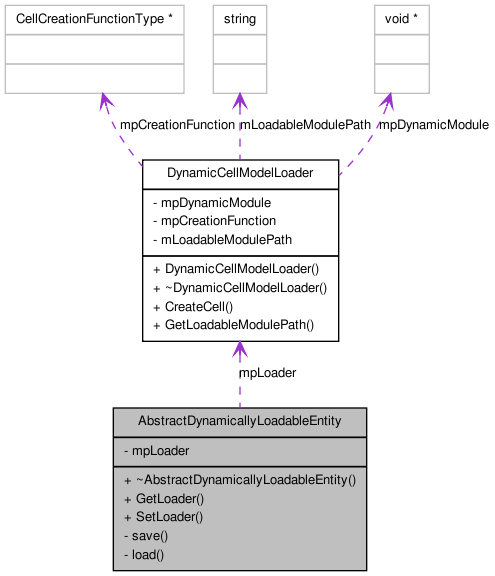 CellCreationFunctionType *
string
void *
mpCreationFunction
mLoadableModulePath
mpDynamicModule
DynamicCellModelLoader
- mpDynamicModule
- mpCreationFunction
- mLoadableModulePath
+ DynamicCellModelLoader()
+ ~DynamicCellModelLoader()
+ CreateCell()
+ GetLoadableModulePath()
mpLoader
AbstractDynamicallyLoadableEntity
- mpLoader
+ ~AbstractDynamicallyLoadableEntity()
+ GetLoader()
+ SetLoader()
- save()
- load()